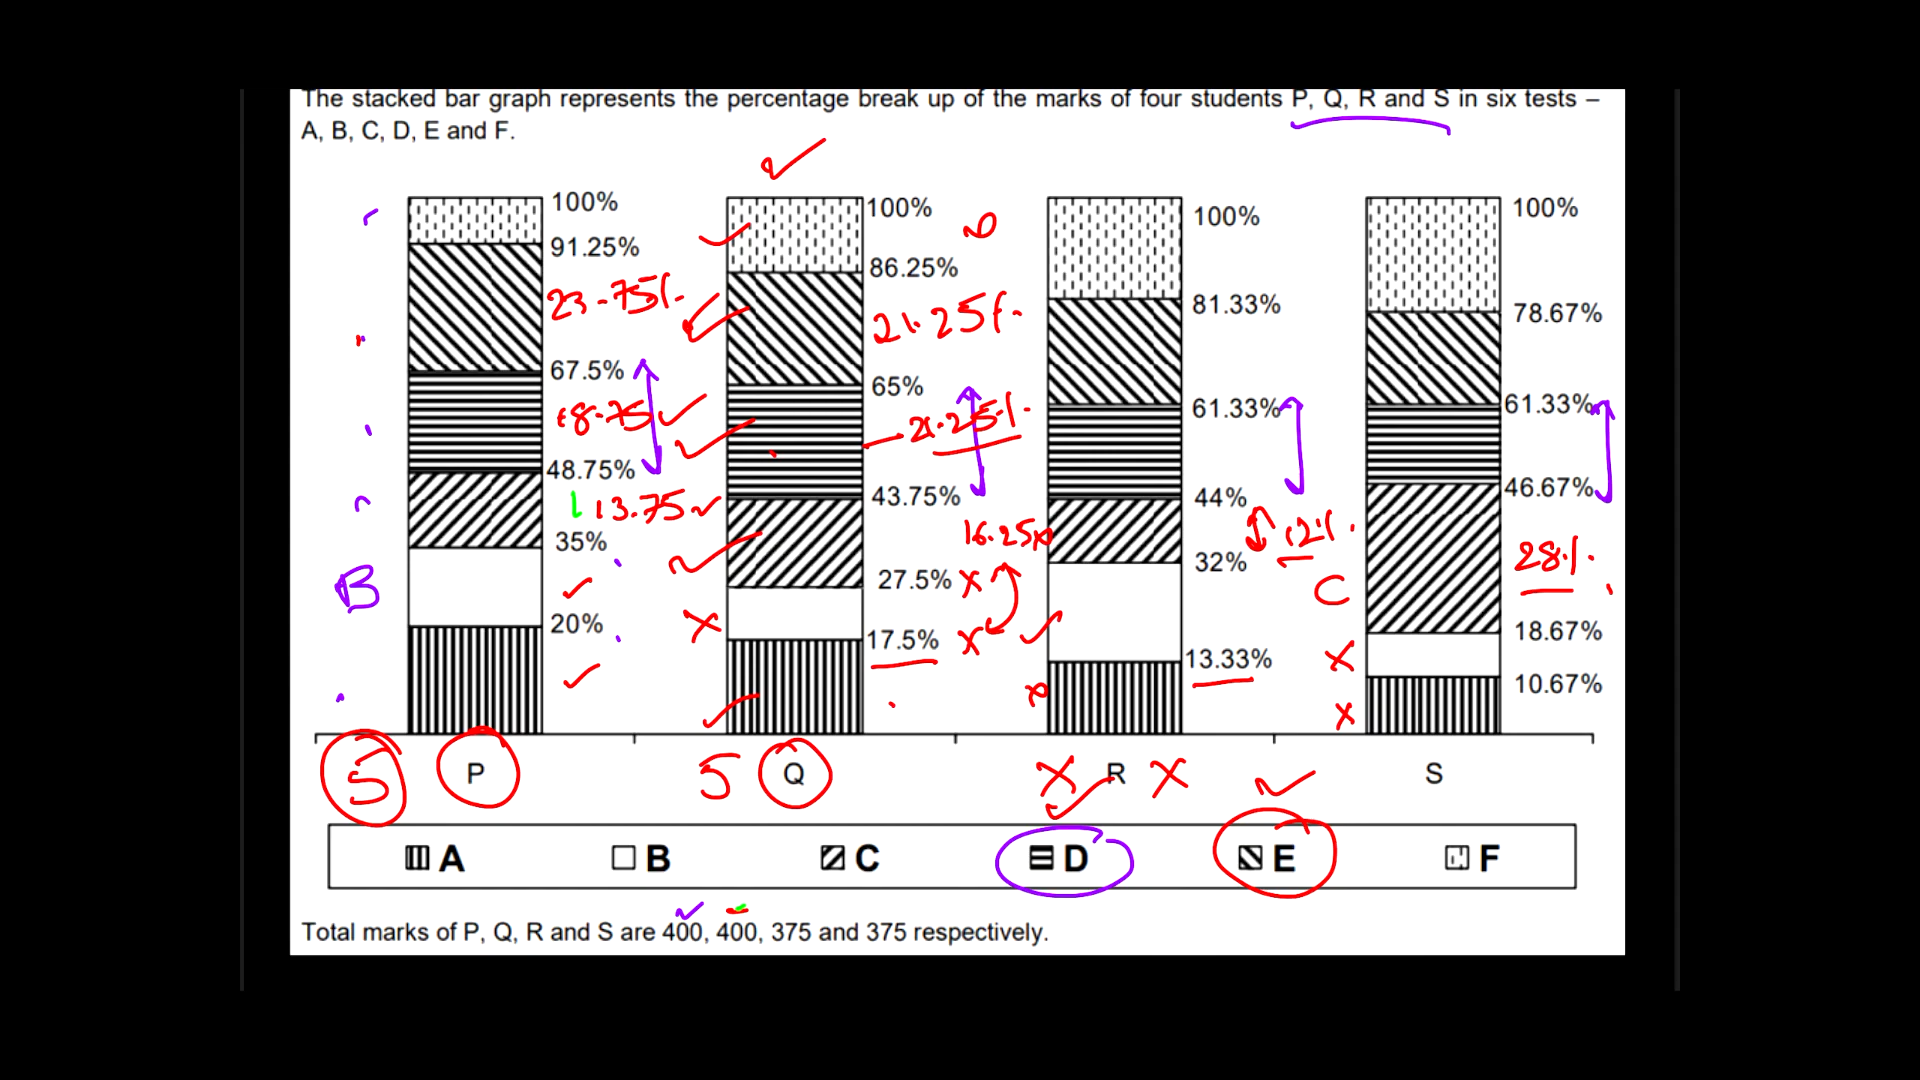 The stacked bar graph represents the percentage break up of the marks of four students P, Q, R and S in six tests –
A, B, C, D, E and F.
100% 100% 100% 100%
91.25% 86.25% 81.33% 78.67%
23.75% 21.25%
67.5% 65% 61.33% 61.33%
18.75 21.25%
48.75% 43.75% 44% 46.67%
13.75 16.25% 12% 28%
35% 27.5% 32% 18.67%
B C
20% 17.5% 13.33% 10.67%
5 P 5 Q R S
A B C D E F
Total marks of P, Q, R and S are 400, 400, 375 and 375 respectively.